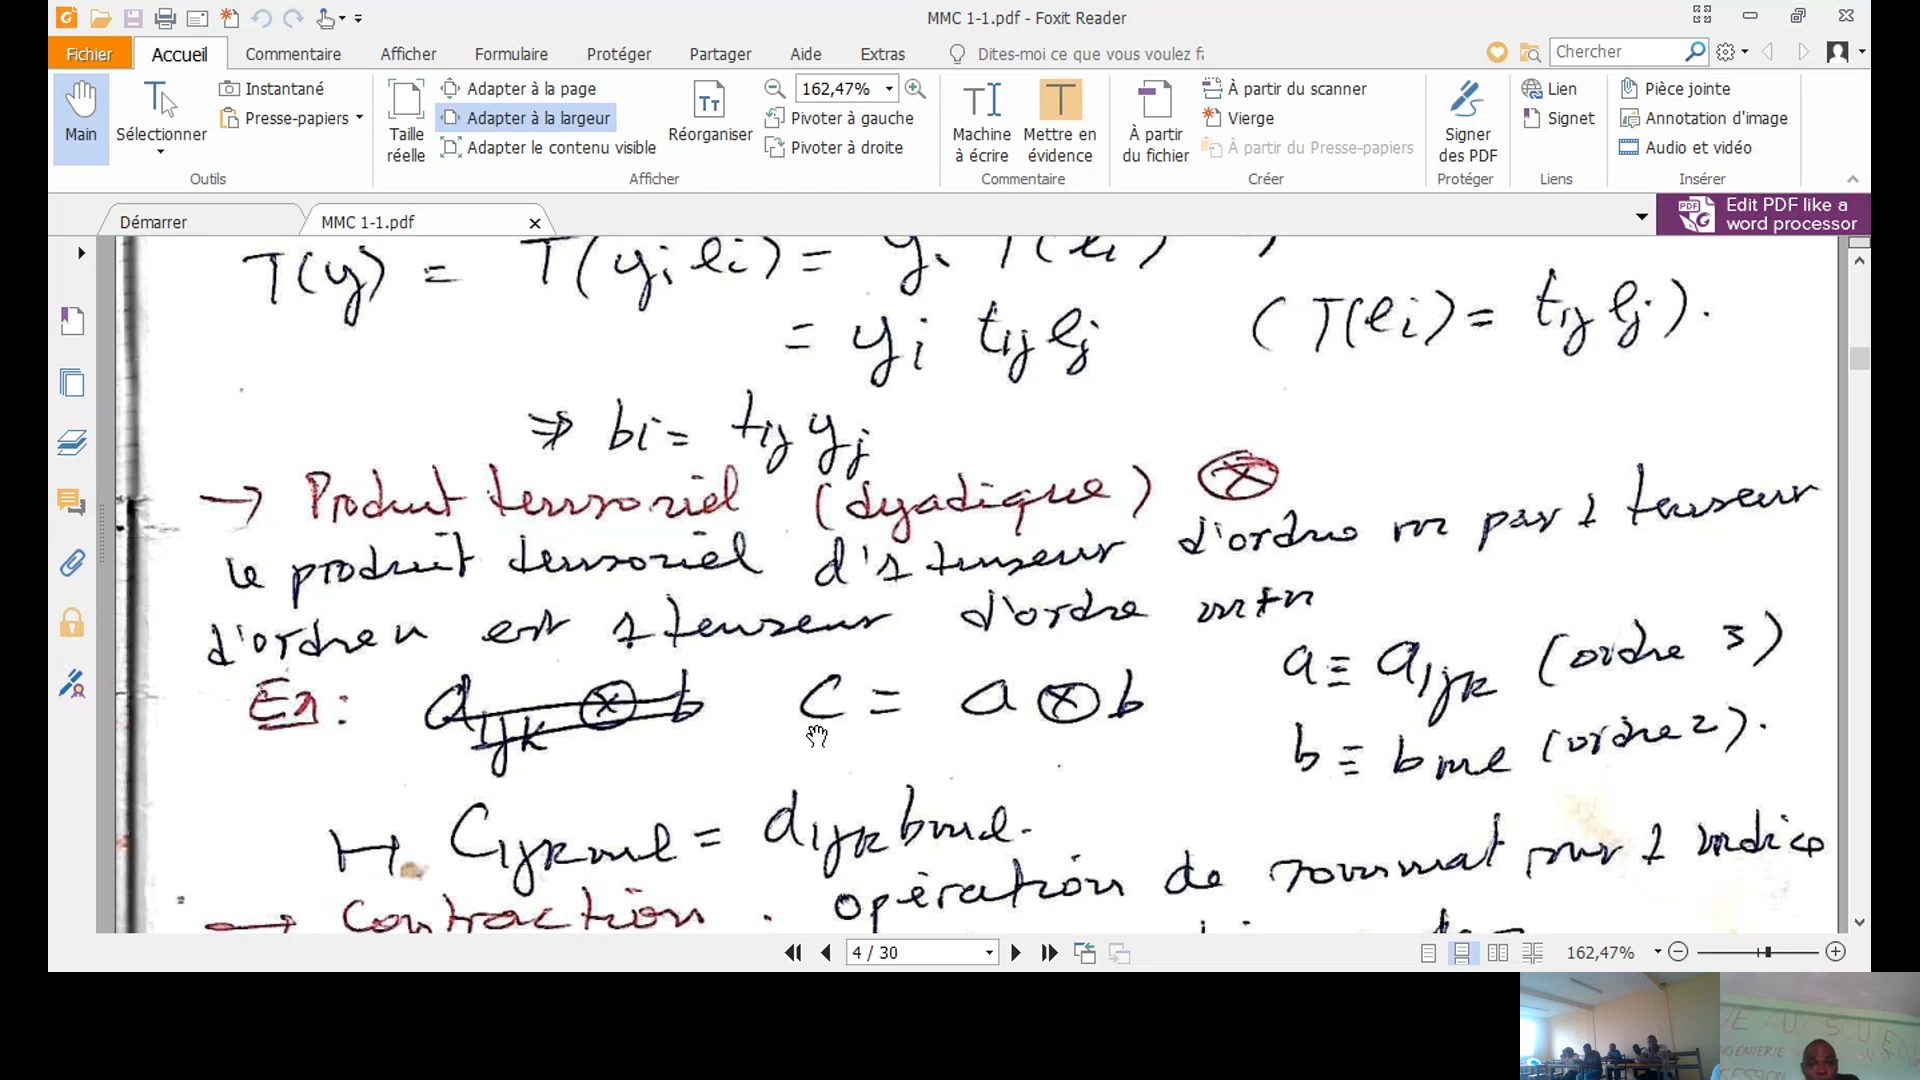 MMC 1-1.pdf - Foxit Reader
Fichier Accueil Commentaire Afficher Formulaire Protéger Partager Aide Extras Dites-moi ce que vous voulez f Chercher
Main
Sélectionner
Instantané
Presse-papiers
Outils
Taille réelle
Adapter à la page
Adapter à la largeur
Adapter le contenu visible
Réorganiser
162,47%
Pivoter à gauche
Pivoter à droite
Afficher
Machine à écrire
Mettre en évidence
Commentaire
À partir du fichier
À partir du scanner
Vierge
À partir du Presse-papiers
Créer
Signer des PDF
Protéger
Lien
Signet
Liens
Pièce jointe
Annotation d'image
Audio et vidéo
Insérer
Démarrer MMC 1-1.pdf
Edit PDF like a
word processor
T(y) = T(yi ei) = yi T(ei)
= yi tij ej (T(ei) = tij ej).
⇒ bi = tij yj
→ Produit tensoriel (dyadique) ⊗
le produit tensoriel d'1 tenseur d'ordre m par 1 tenseur
d'ordre n est 1 tenseur d'ordre m+n
Ex: aijk ⊗ b C = a ⊗ b a ≡ aijk (ordre 3)
b ≡ bml (ordre 2).
Cijkml = aijk bml.
→ Contraction : opération de sommat sur 1 indice
4 / 30
162,47%